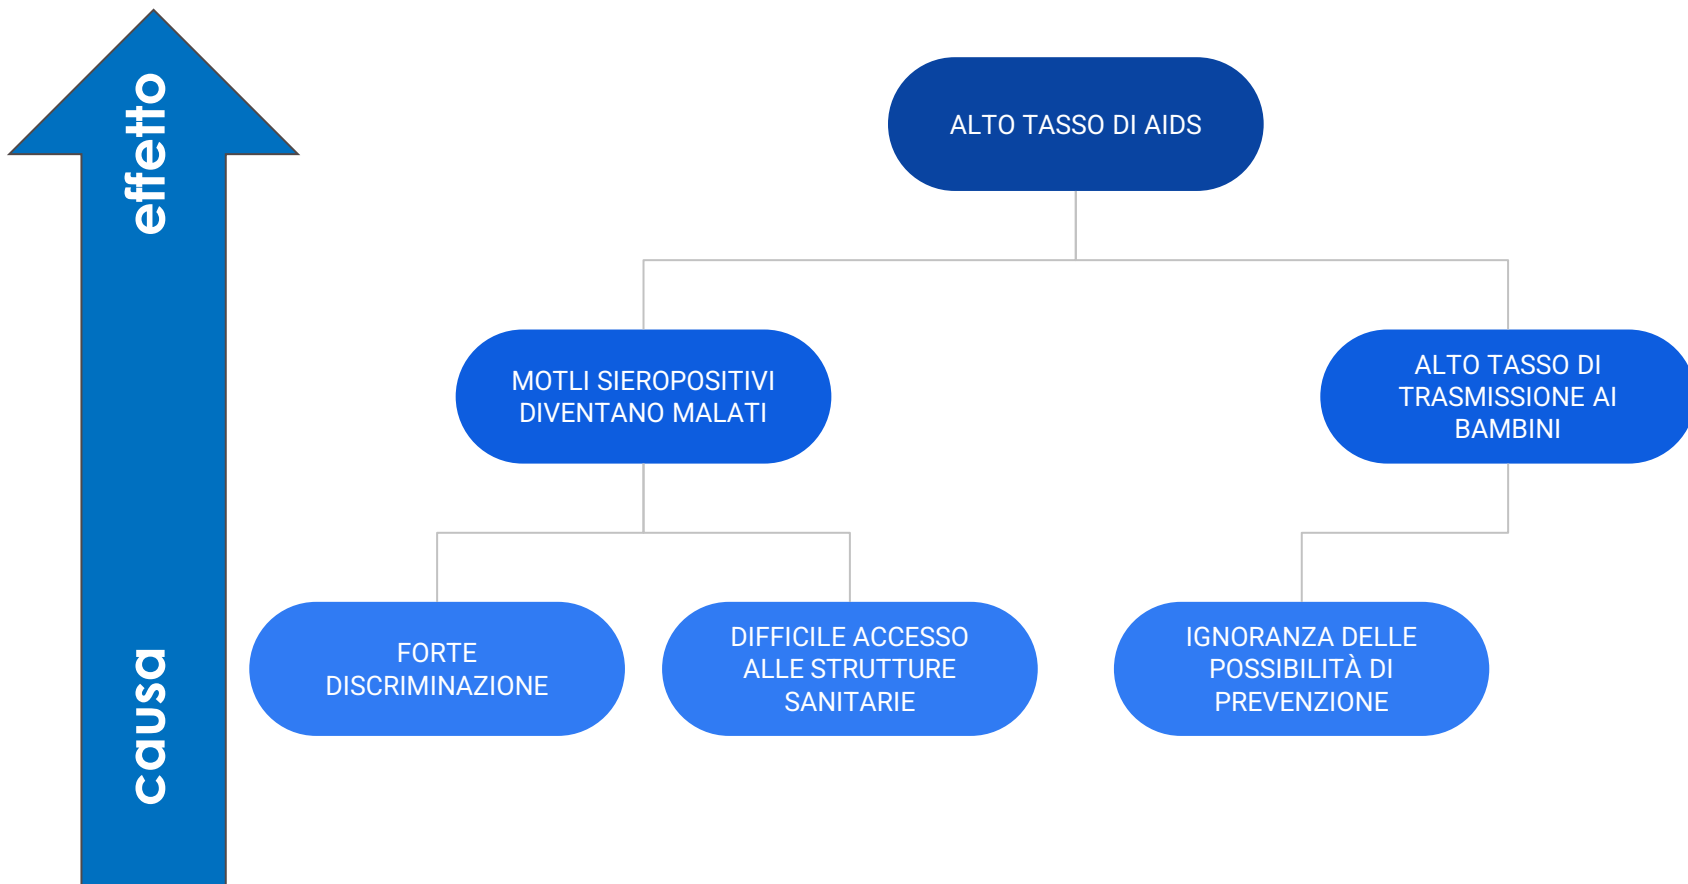 effetto
causa
ALTO TASSO DI AIDS
MOTLI SIEROPOSITIVI
DIVENTANO MALATI
ALTO TASSO DI
TRASMISSIONE AI
BAMBINI
FORTE
DISCRIMINAZIONE
DIFFICILE ACCESSO
ALLE STRUTTURE
SANITARIE
IGNORANZA DELLE
POSSIBILITÀ DI
PREVENZIONE